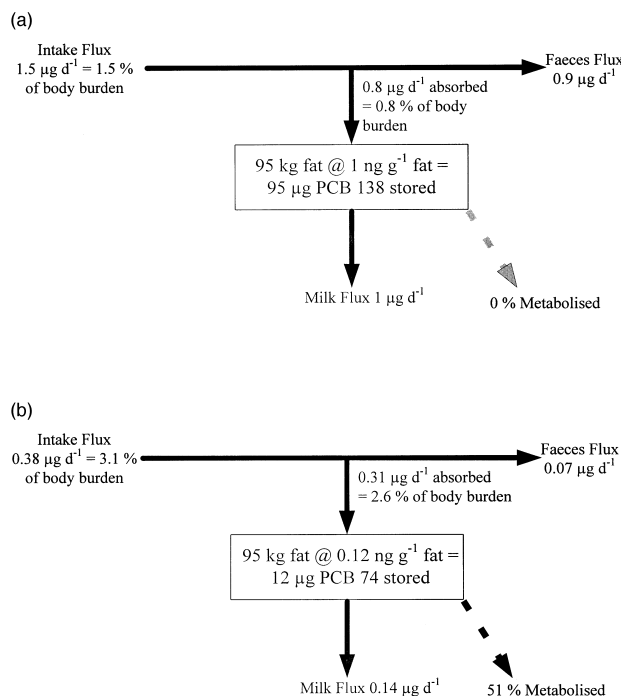 (a)
Intake Flux
1.5 µg d⁻¹ = 1.5 %
of body burden
Faeces Flux
0.9 µg d⁻¹
0.8 µg d⁻¹ absorbed
= 0.8 % of body
burden
95 kg fat @ 1 ng g⁻¹ fat =
95 µg PCB 138 stored
Milk Flux 1 µg d⁻¹
0 % Metabolised
(b)
Intake Flux
0.38 µg d⁻¹ = 3.1 %
of body burden
Faeces Flux
0.07 µg d⁻¹
0.31 µg d⁻¹ absorbed
= 2.6 % of body burden
95 kg fat @ 0.12 ng g⁻¹ fat =
12 µg PCB 74 stored
Milk Flux 0.14 µg d⁻¹
51 % Metabolised